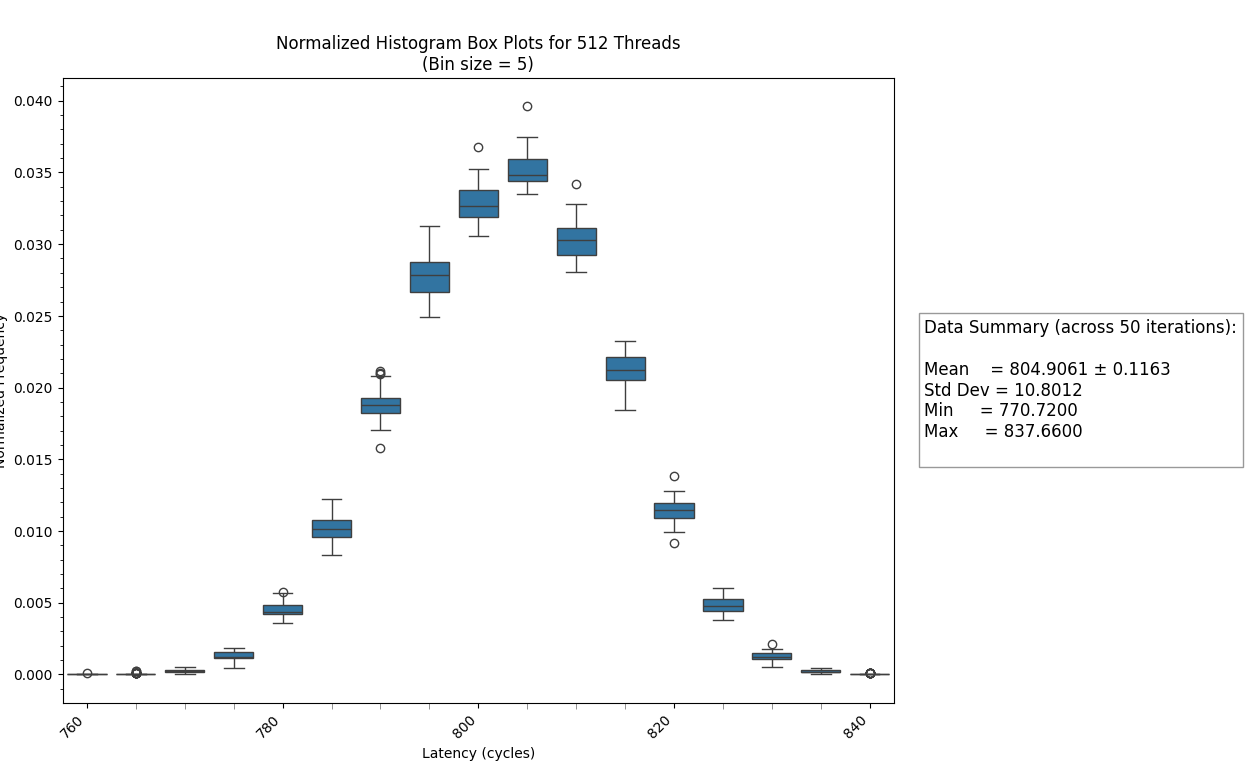 Normalized Histogram Box Plots for 512 Threads
(Bin size = 5)
0.040
0.035
0.030
0.025
0.020
0.015
0.010
0.005
0.000
760
780
800
820
840
Latency (cycles)
Data Summary (across 50 iterations):
Mean = 804.9061 ± 0.1163
Std Dev = 10.8012
Min = 770.7200
Max = 837.6600